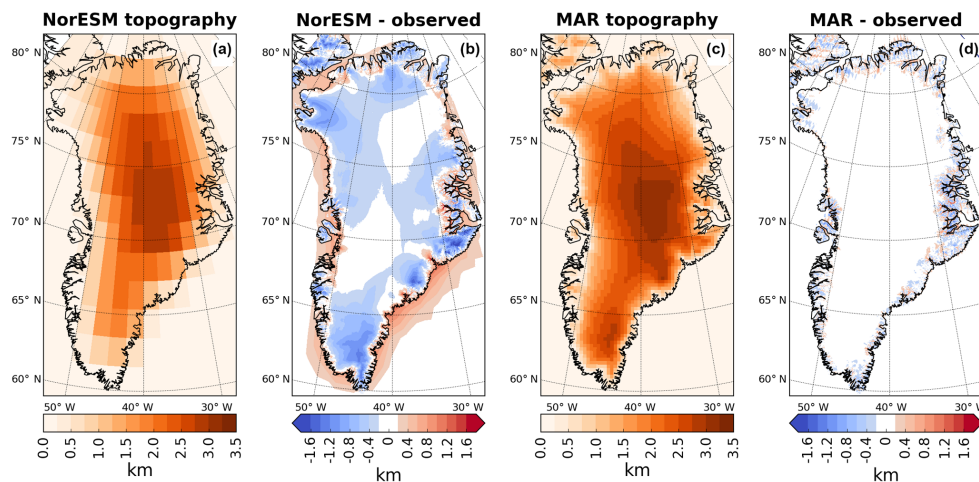 NorESM topography
NorESM - observed
MAR topography
MAR - observed
(a)
(b)
(c)
(d)
80° N
75° N
70° N
65° N
60° N
50° W
40° W
30° W
0.0
0.5
1.0
1.5
2.0
2.5
3.0
3.5
km
80° N
75° N
70° N
65° N
60° N
50° W
40° W
30° W
-1.6
-1.2
-0.8
-0.4
0
0.4
0.8
1.2
1.6
km
80° N
75° N
70° N
65° N
60° N
50° W
40° W
30° W
0.0
0.5
1.0
1.5
2.0
2.5
3.0
3.5
km
80° N
75° N
70° N
65° N
60° N
50° W
40° W
30° W
-1.6
-1.2
-0.8
-0.4
0
0.4
0.8
1.2
1.6
km